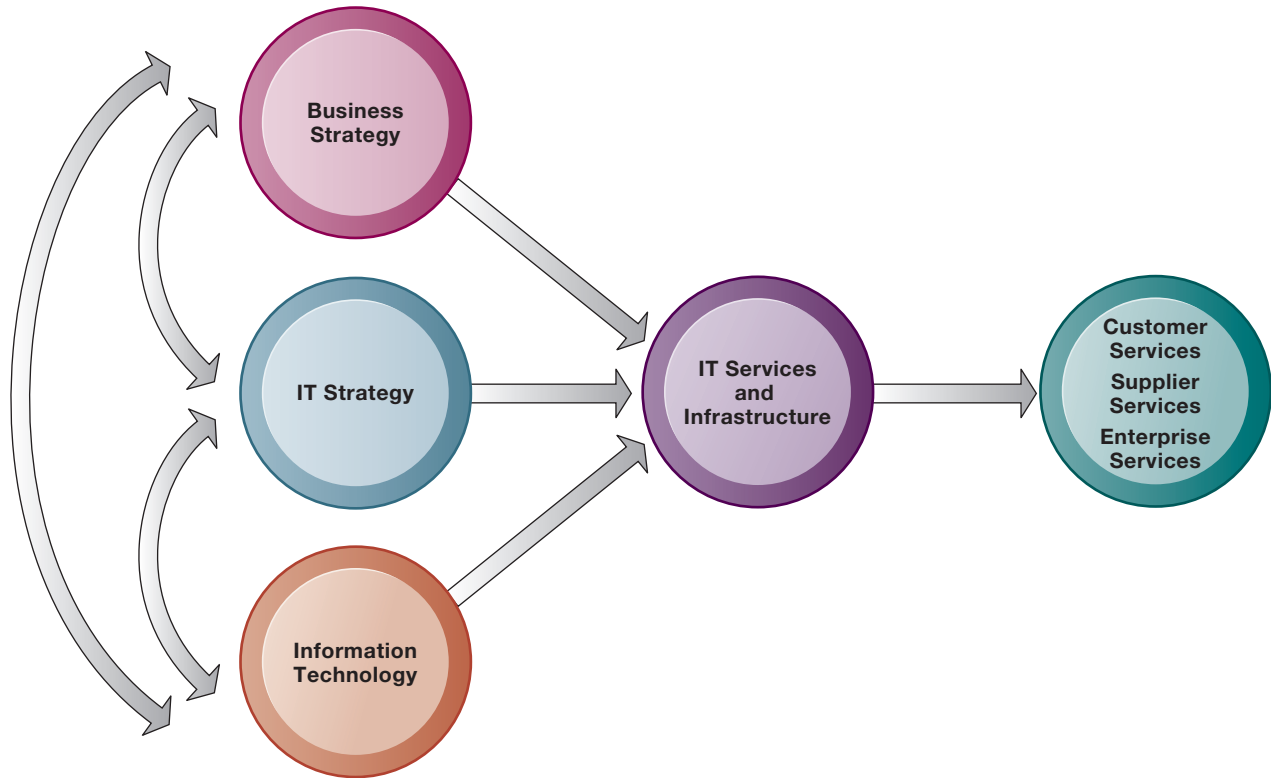 Business
Strategy
IT Strategy
Information
Technology
IT Services
and
Infrastructure
Customer
Services
Supplier
Services
Enterprise
Services